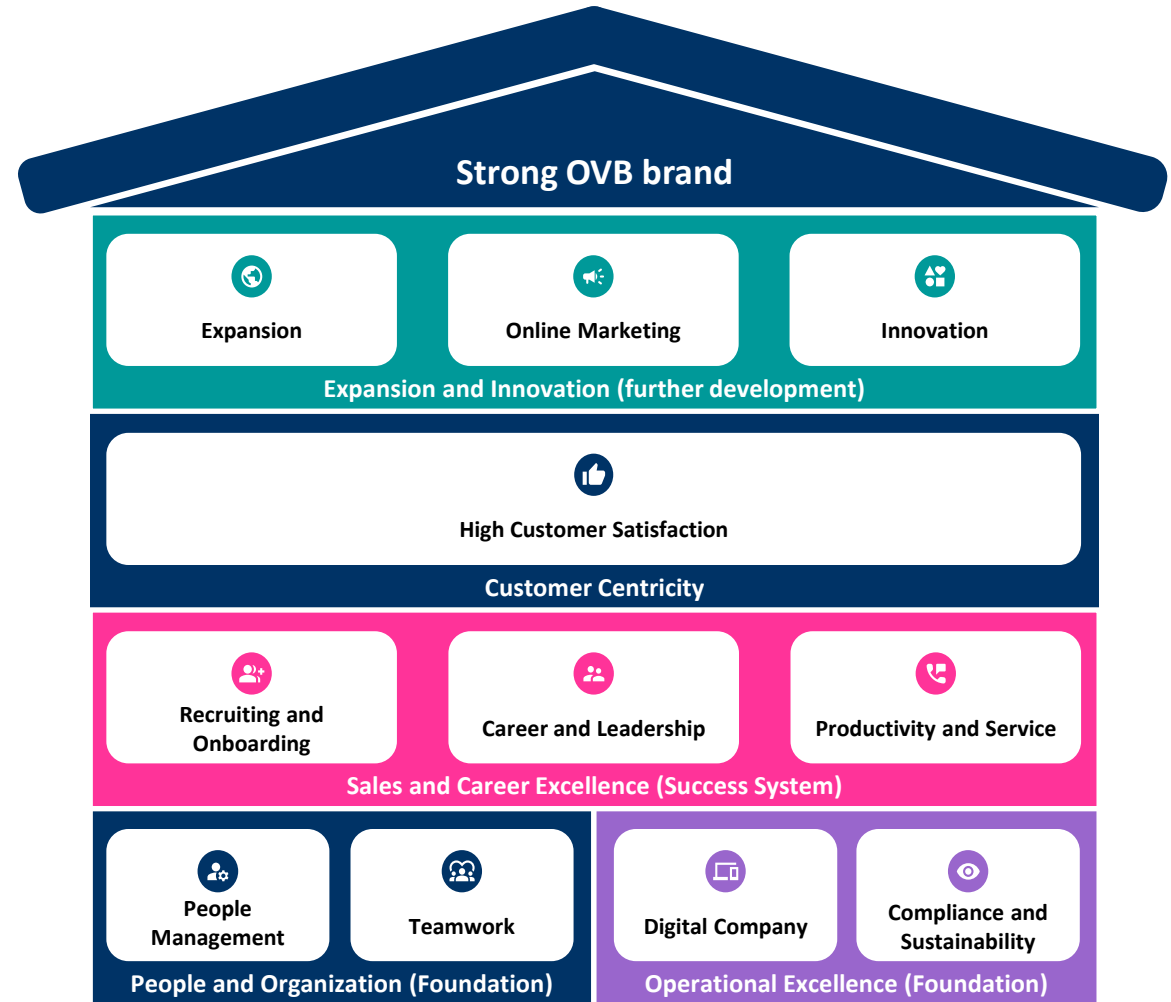 Strong OVB brand
Expansion
Online Marketing
Innovation
Expansion and Innovation (further development)
High Customer Satisfaction
Customer Centricity
Recruiting and
Onboarding
Career and Leadership
Productivity and Service
Sales and Career Excellence (Success System)
People
Management
Teamwork
Digital Company
Compliance and
Sustainability
People and Organization (Foundation)
Operational Excellence (Foundation)